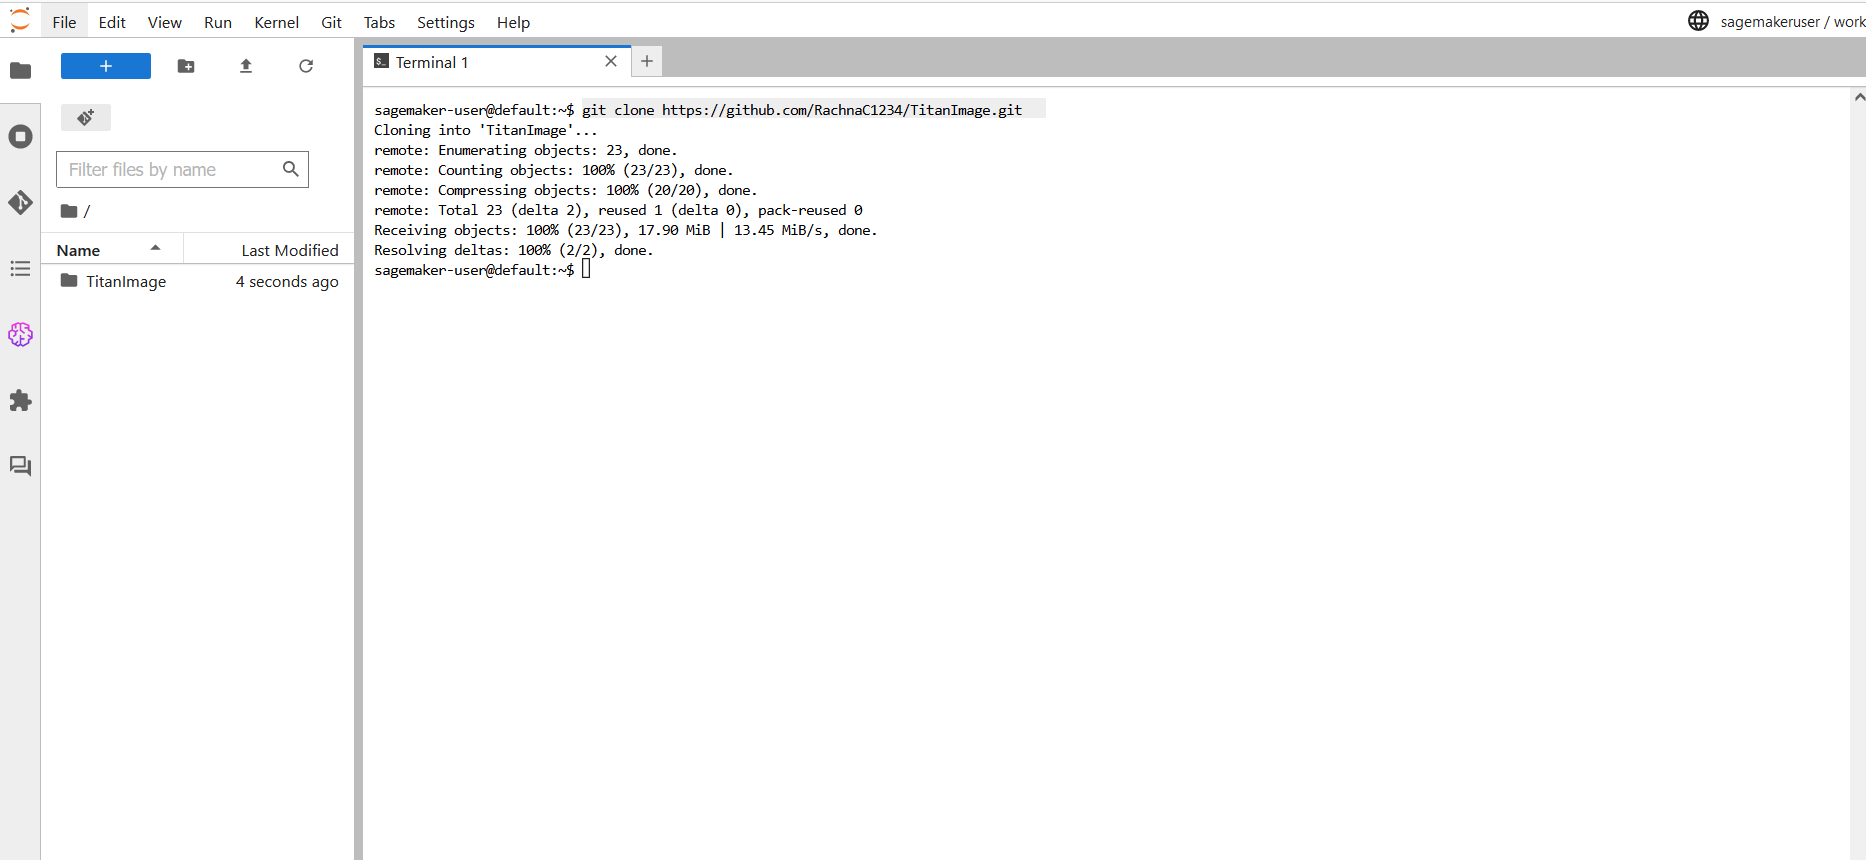 File Edit View Run Kernel Git Tabs Settings Help
sagemakeruser / work
+
$_ Terminal 1
+
Filter files by name
/
Name Last Modified
TitanImage 4 seconds ago
sagemaker-user@default:~$ git clone https://github.com/RachnaC1234/TitanImage.git
Cloning into 'TitanImage'...
remote: Enumerating objects: 23, done.
remote: Counting objects: 100% (23/23), done.
remote: Compressing objects: 100% (20/20), done.
remote: Total 23 (delta 2), reused 1 (delta 0), pack-reused 0
Receiving objects: 100% (23/23), 17.90 MiB | 13.45 MiB/s, done.
Resolving deltas: 100% (2/2), done.
sagemaker-user@default:~$